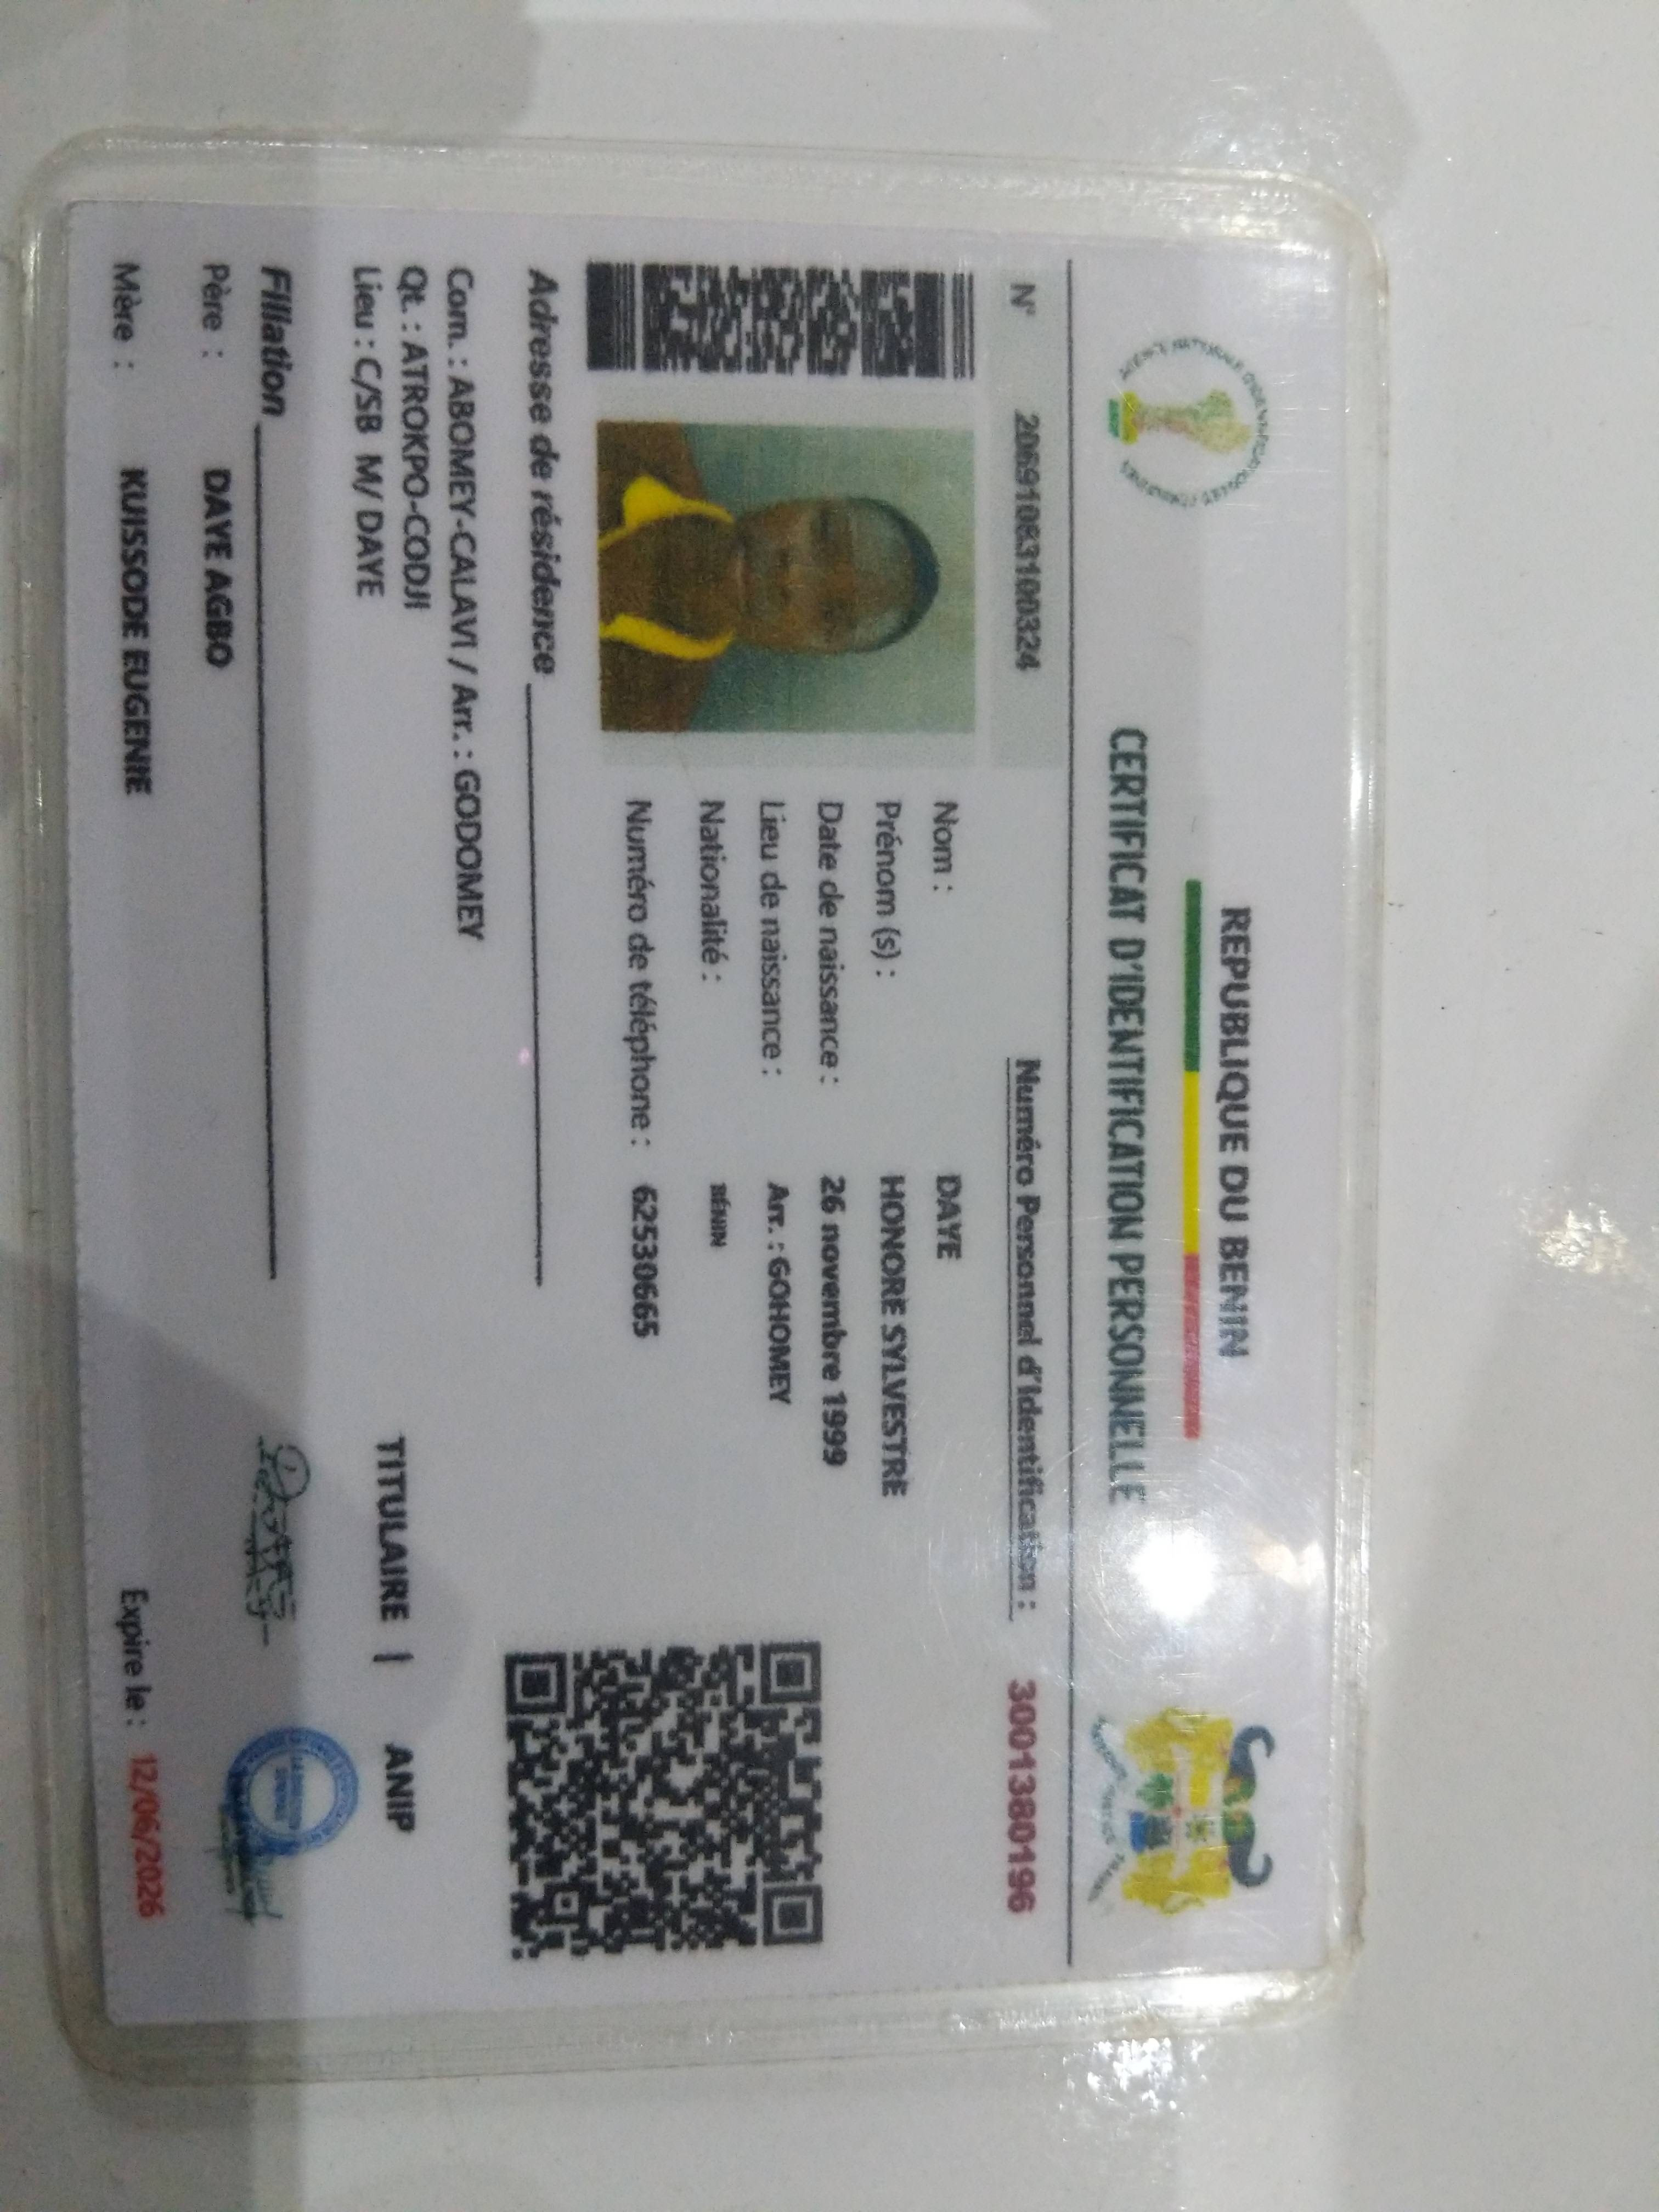 REPUBLIQUE DU BENIN
CERTIFICAT D'IDENTIFICATION PERSONNELLE
N° 2069108310032​4 Numéro Personnel d'Identification : 3001380196
Nom : DAYE
Prénom (s) : HONORE SYLVESTRE
Date de naissance : 26 novembre 1999
Lieu de naissance : Arr. : GOHOMEY
Nationalité : BÉNIN
Numéro de téléphone : 62530665
Adresse de résidence
Com. : ABOMEY-CALAVI / Arr. : GODOMEY
Qt. : ATROKPO-CODJI
Lieu : C/SB M/ DAYE
TITULAIRE | ANIP
Filiation
Père : DAYE AGBO
Mère : KUISSODE EUGENIE
Expire le : 12/06/2026